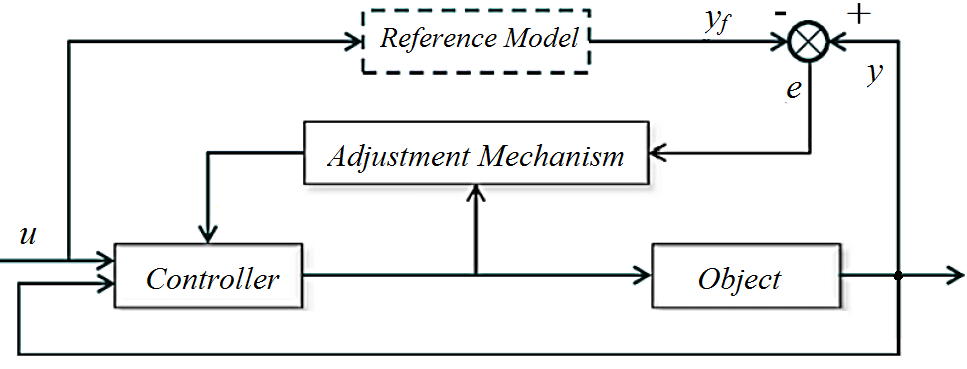 Reference Model
y_f
-
+
e
y
Adjustment Mechanism
u
Controller
Object